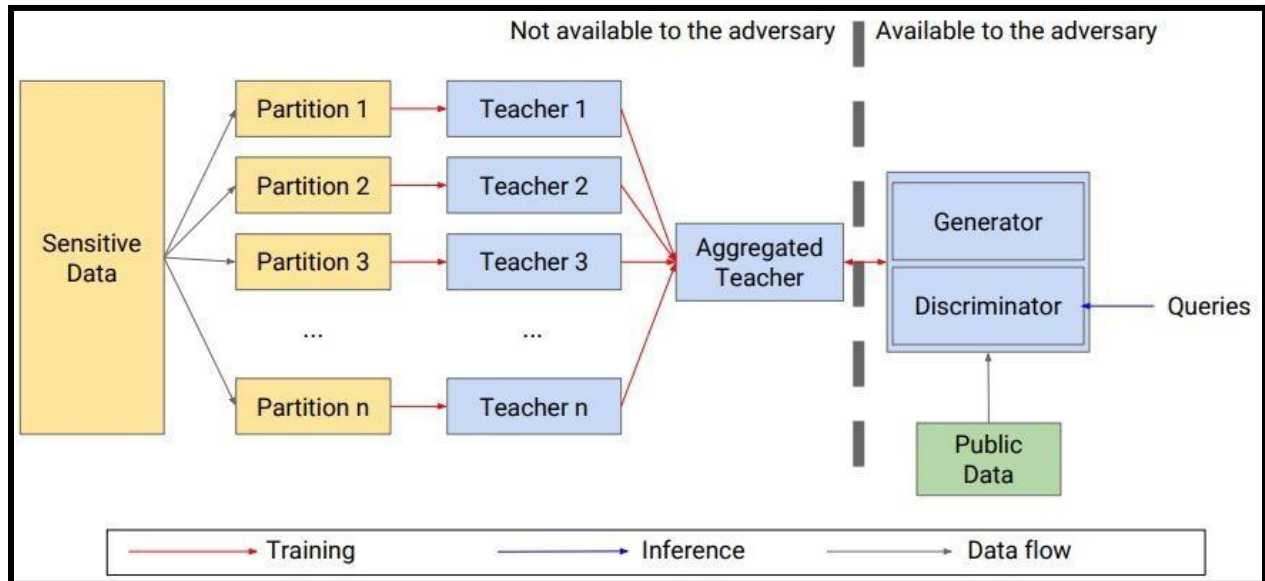 Not available to the adversary
Available to the adversary
Sensitive
Data
Partition 1
Teacher 1
Partition 2
Teacher 2
Partition 3
Teacher 3
...
...
Partition n
Teacher n
Aggregated
Teacher
Generator
Discriminator
Queries
Public
Data
Training
Inference
Data flow